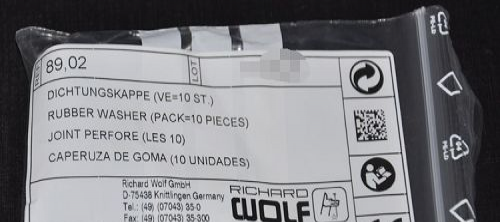 REF 89,02 LOT
DICHTUNGSKAPPE (VE=10 ST.)
RUBBER WASHER (PACK=10 PIECES)
JOINT PERFORE (LES 10)
CAPERUZA DE GOMA (10 UNIDADES)
Richard Wolf GmbH
D-75438 Knittlingen Germany
Tel.: (49) (07043) 35-0
Fax: (49) (07043) 35-300
RICHARD
WOLF